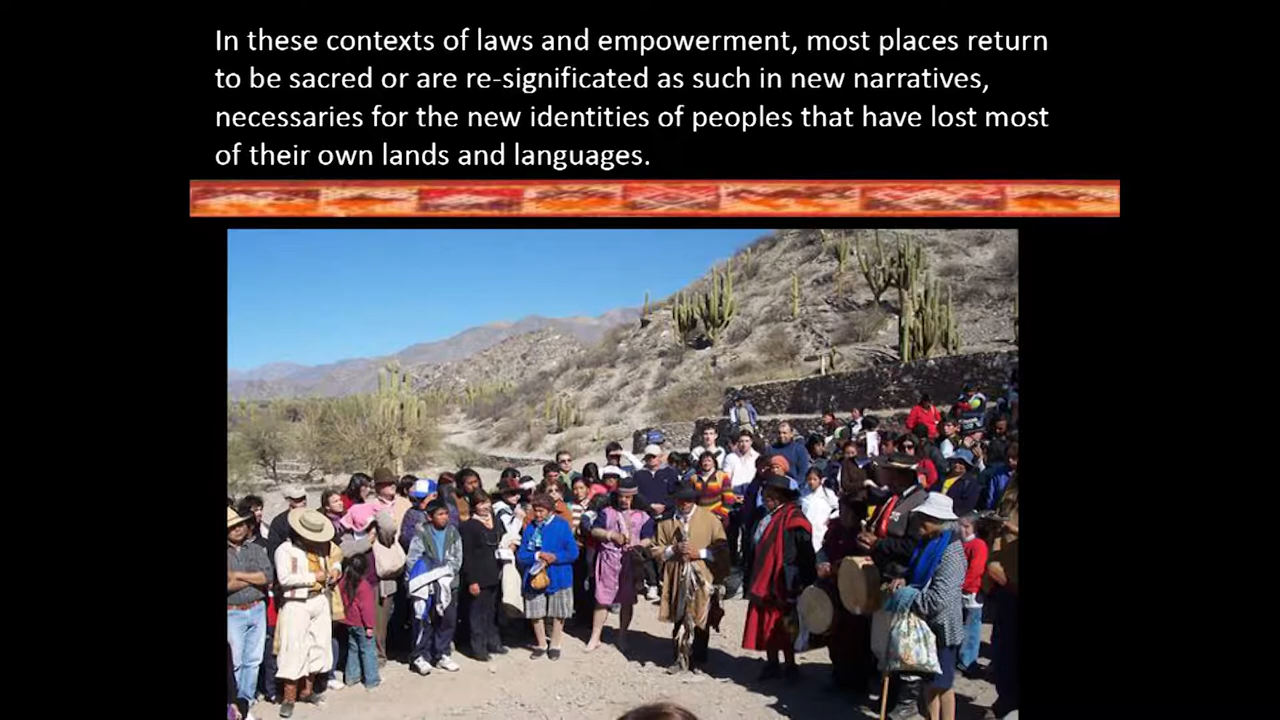 In these contexts of laws and empowerment, most places return
to be sacred or are re-significated as such in new narratives,
necessaries for the new identities of peoples that have lost most
of their own lands and languages.